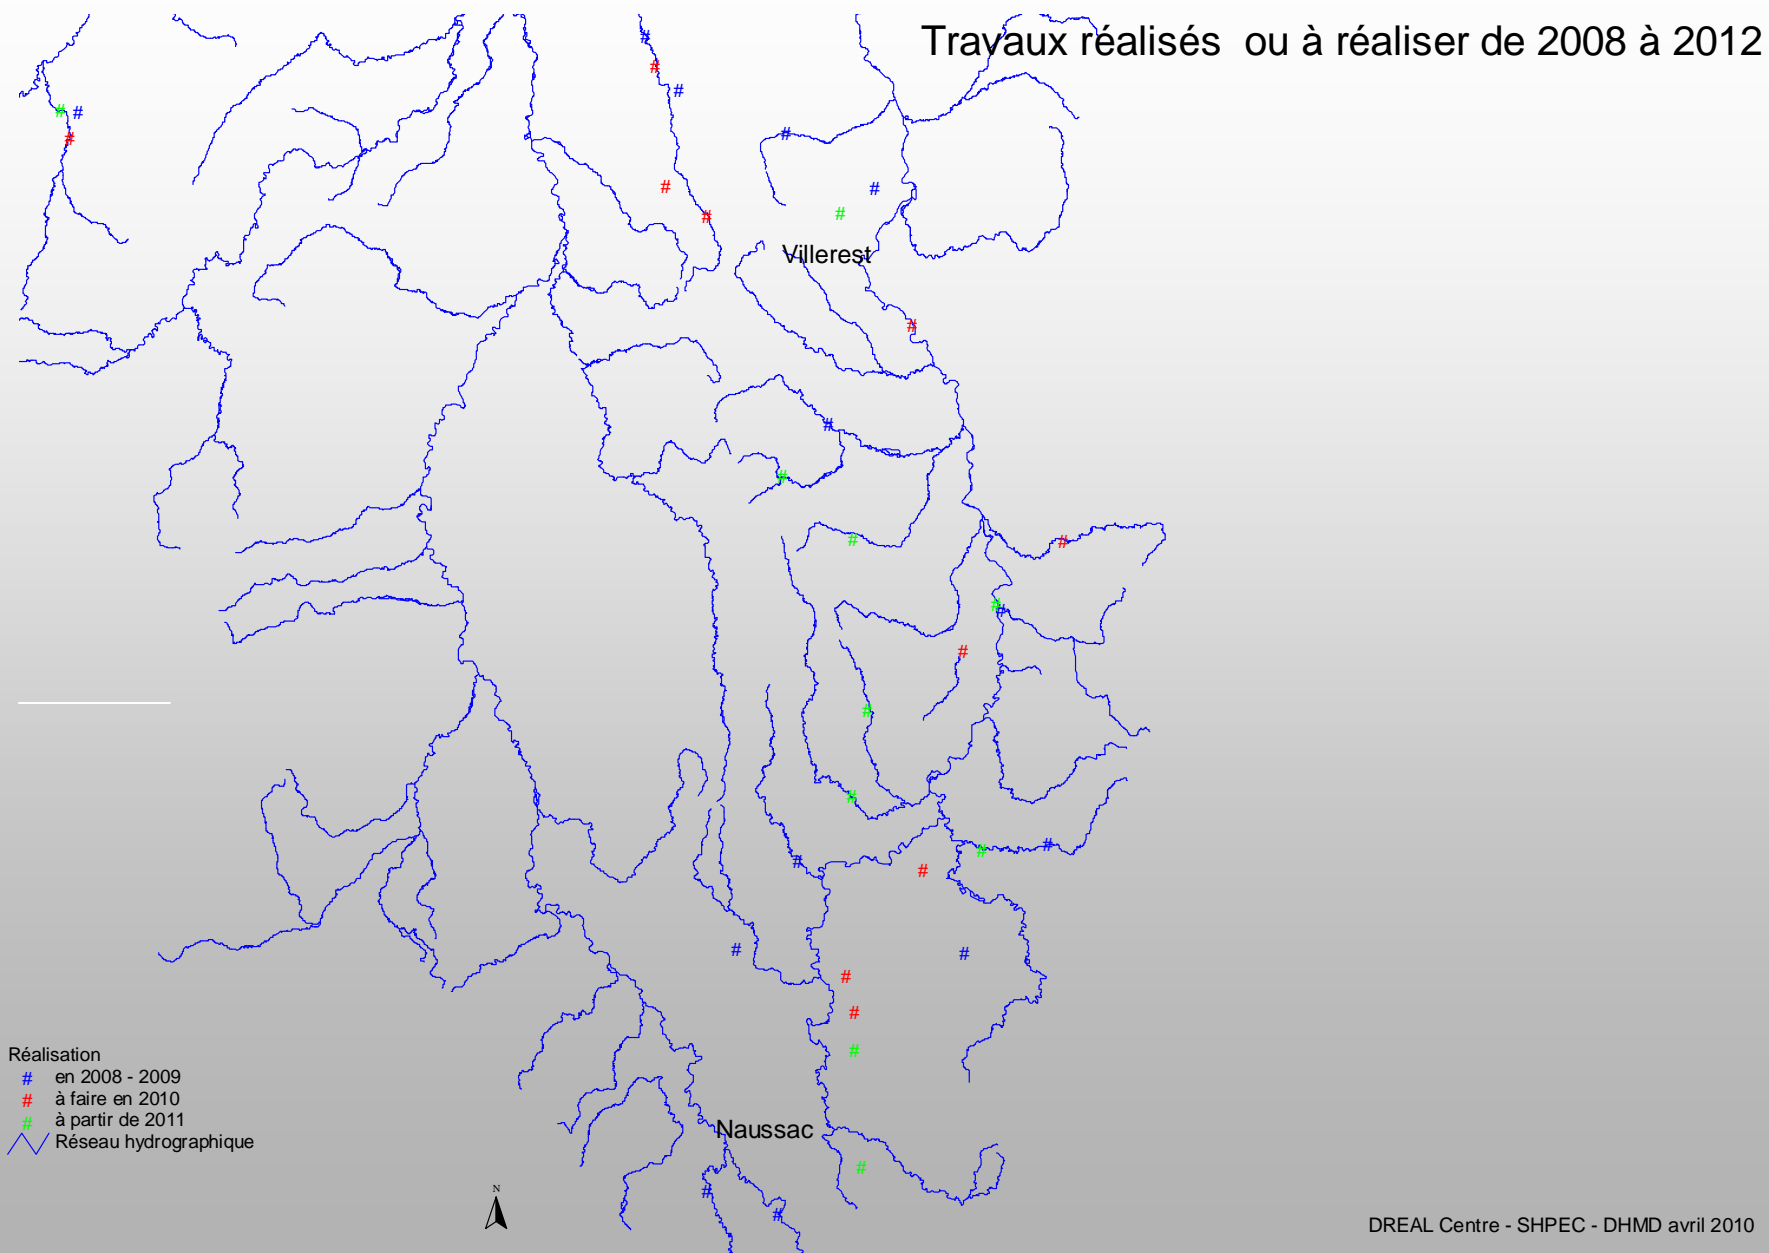 Travaux réalisés ou à réaliser de 2008 à 2012
Villerest
Réalisation
# en 2008 - 2009
# à faire en 2010
# à partir de 2011
Réseau hydrographique
Naussac
N
DREAL Centre - SHPEC - DHMD avril 2010